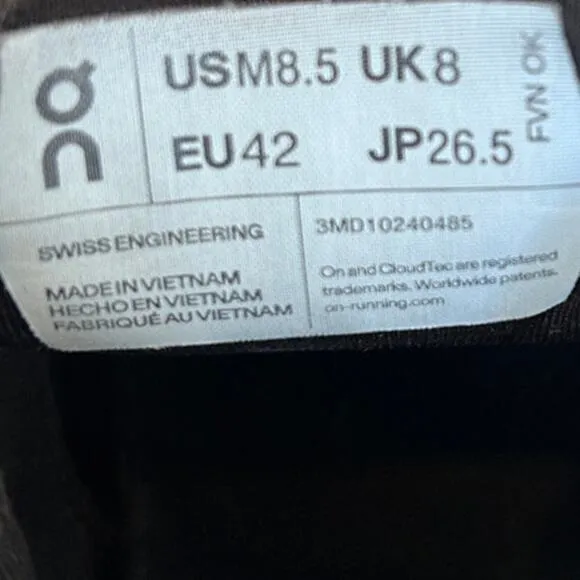 On
USM8.5 UK8
EU42 JP26.5
FVN OK
SWISS ENGINEERING
MADE IN VIETNAM
HECHO EN VIETNAM
FABRIQUÉ AU VIETNAM
3MD10240485
On and CloudTec are registered
trademarks. Worldwide patents.
on-running.com